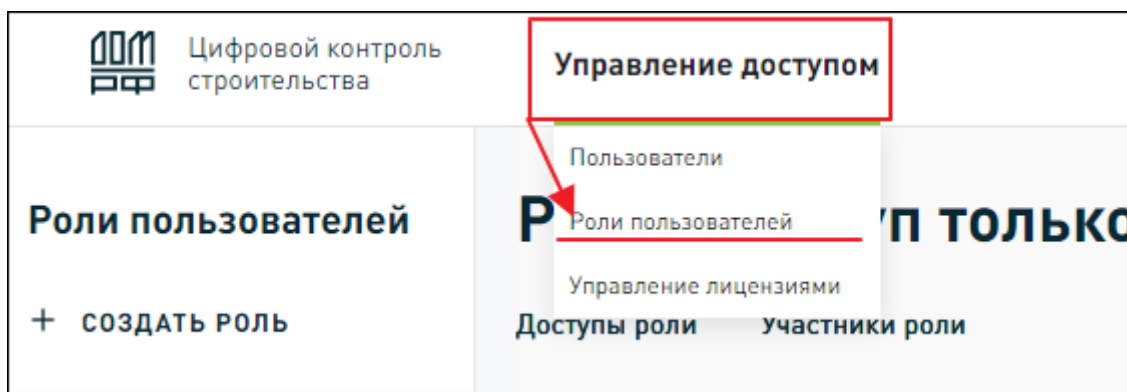 ДОМ
РФ
Цифровой контроль
строительства
Управление доступом
Пользователи
Роли пользователей
Управление лицензиями
Роли пользователей
+ СОЗДАТЬ РОЛЬ
Р
п только
Доступы роли
Участники роли